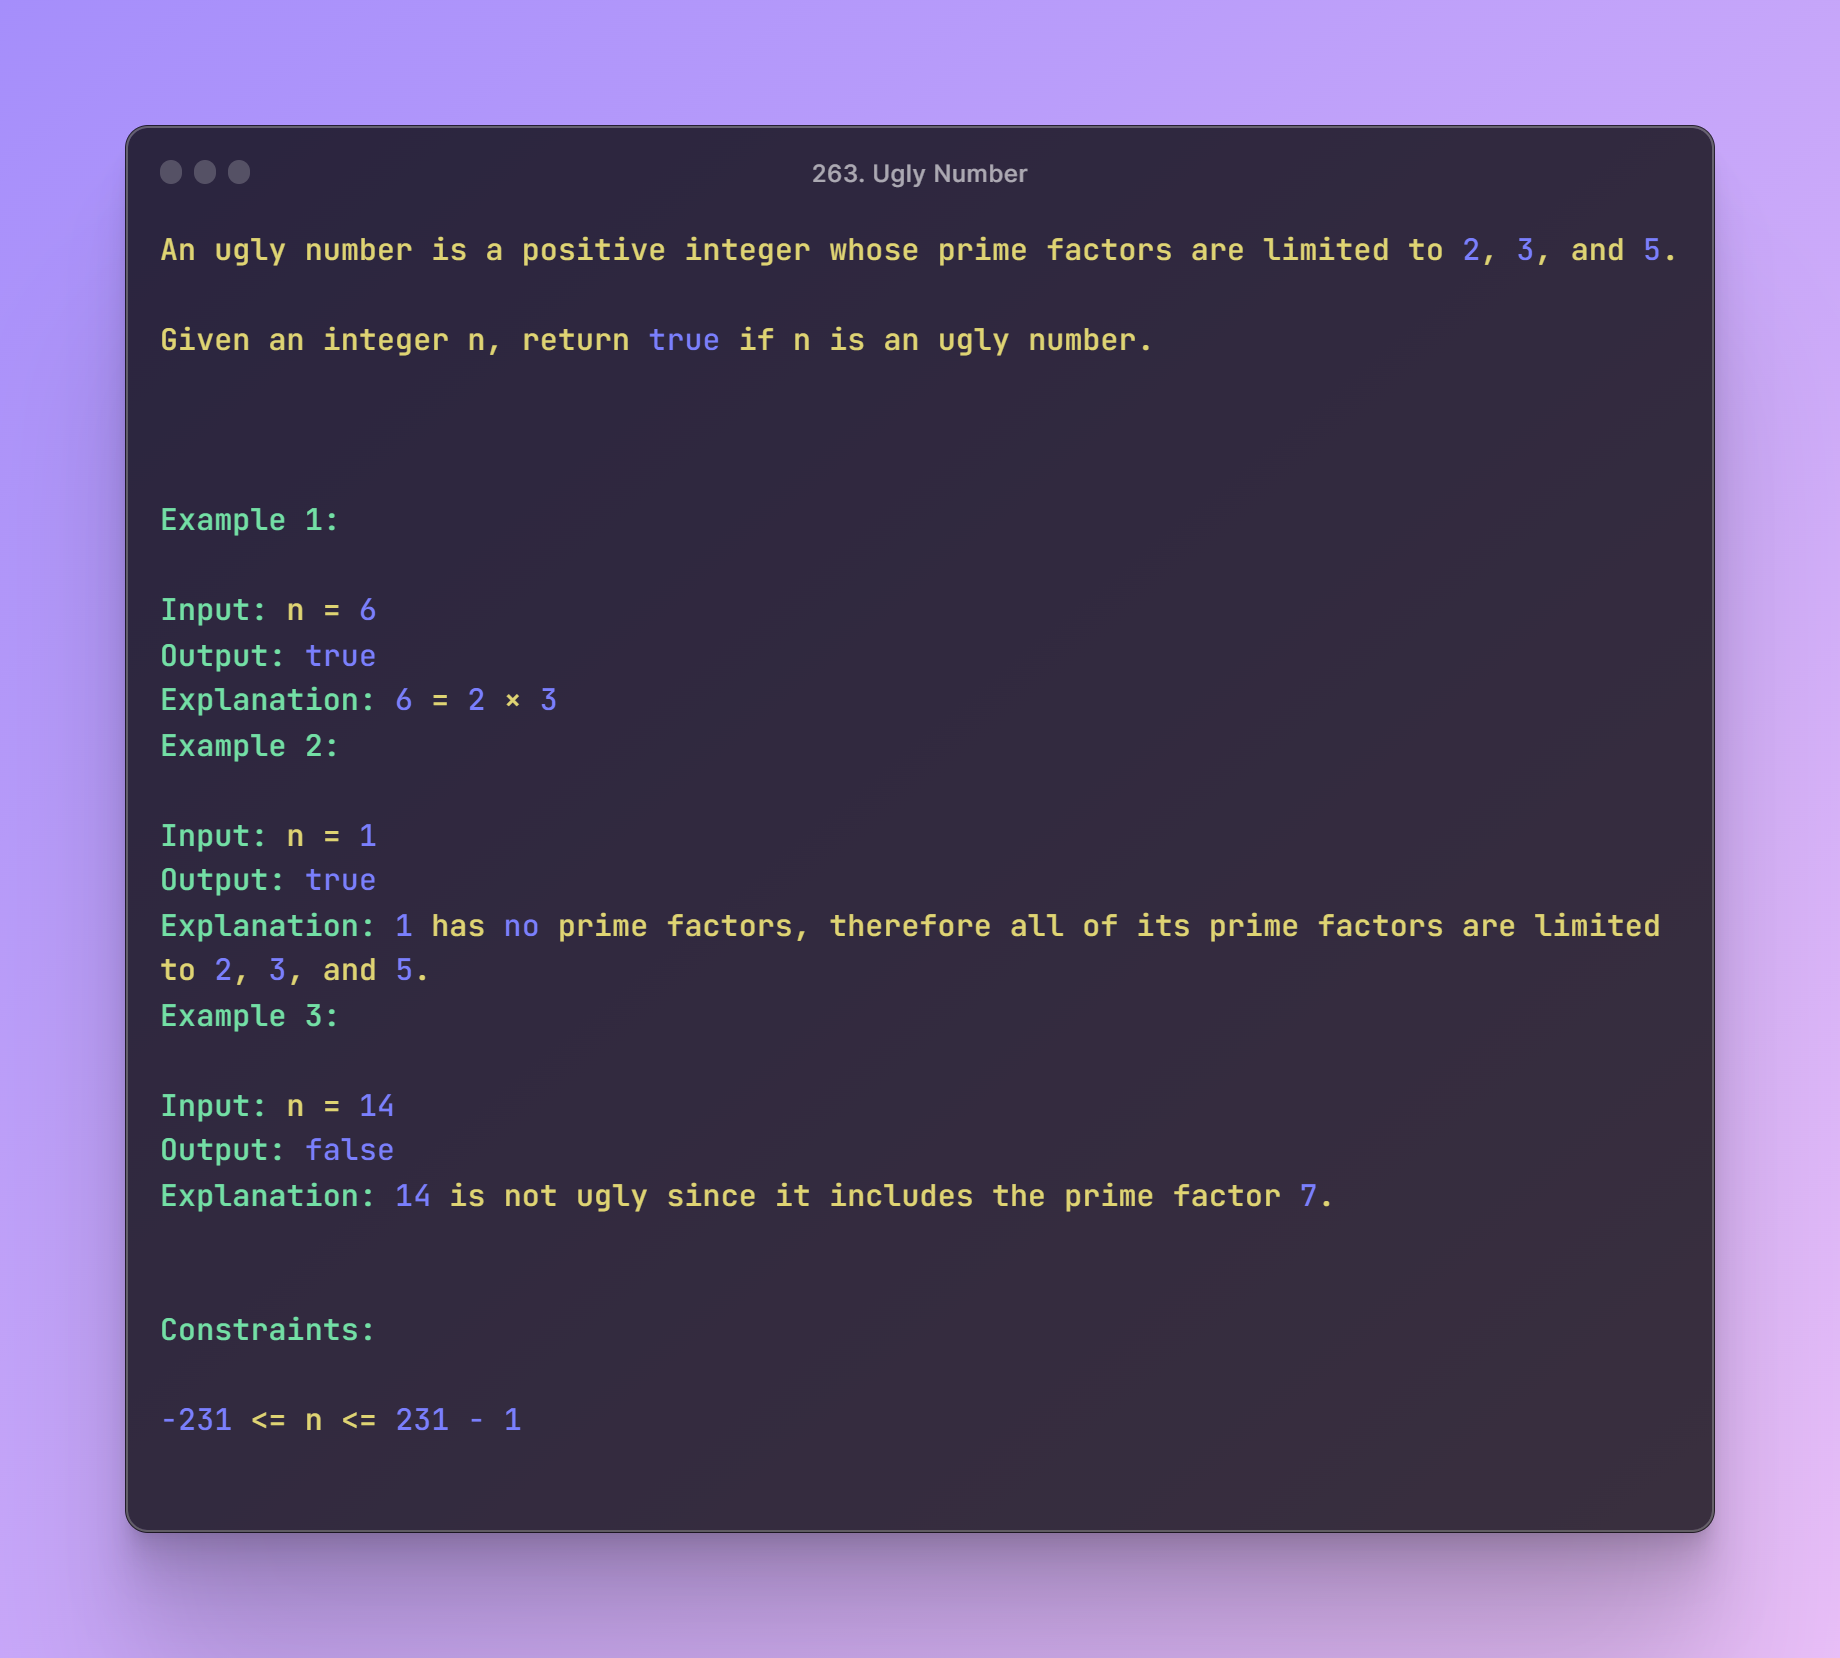 263. Ugly Number
An ugly number is a positive integer whose prime factors are limited to 2, 3, and 5.
Given an integer n, return true if n is an ugly number.
Example 1:
Input: n = 6
Output: true
Explanation: 6 = 2 × 3
Example 2:
Input: n = 1
Output: true
Explanation: 1 has no prime factors, therefore all of its prime factors are limited
to 2, 3, and 5.
Example 3:
Input: n = 14
Output: false
Explanation: 14 is not ugly since it includes the prime factor 7.
Constraints:
-231 <= n <= 231 - 1